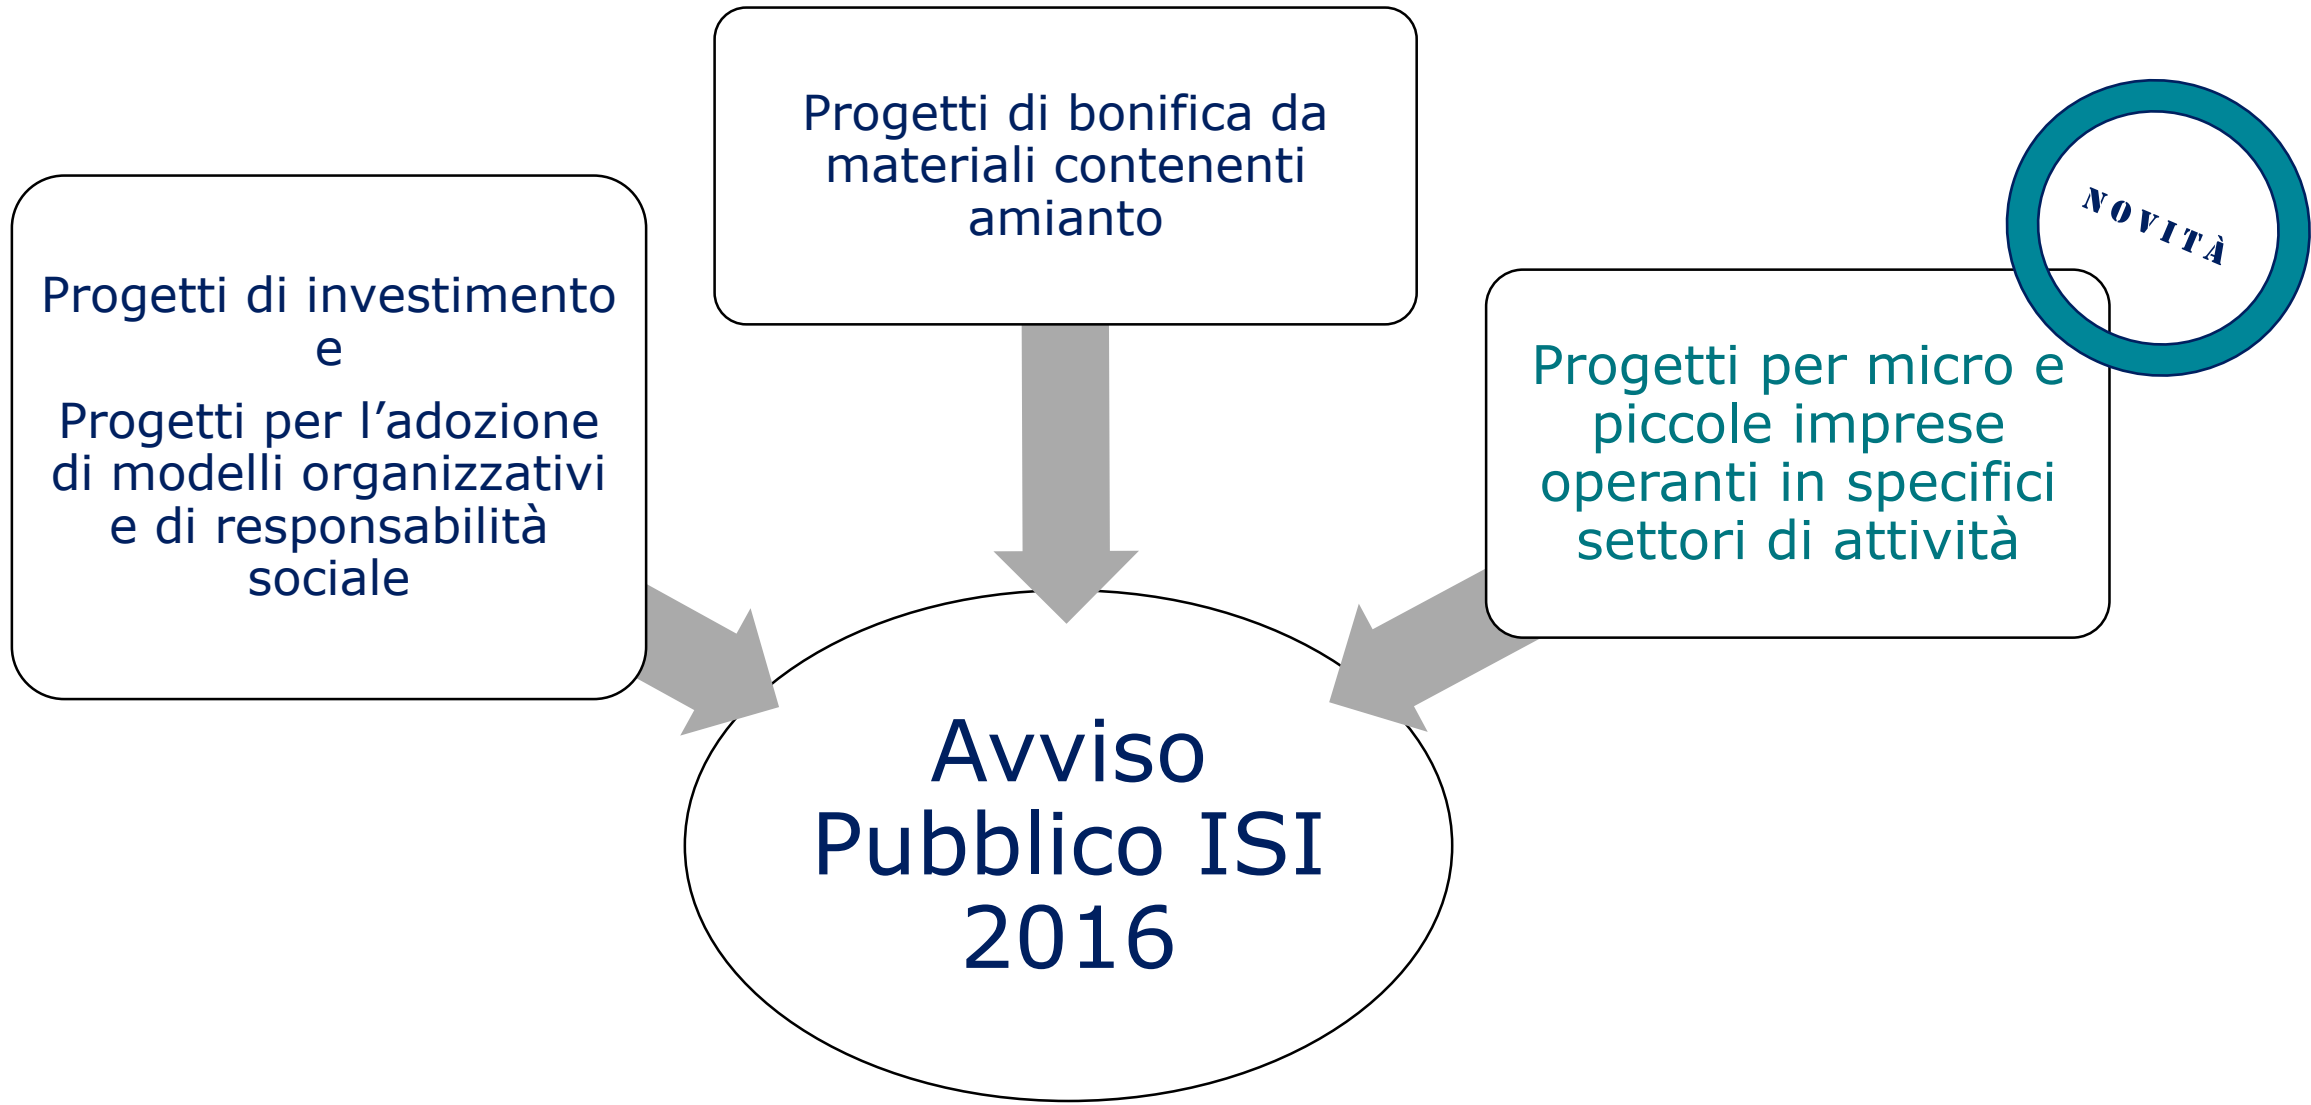 Progetti di investimento
e
Progetti per l’adozione
di modelli organizzativi
e di responsabilità
sociale
Progetti di bonifica da
materiali contenenti
amianto
NOVITÀ
Progetti per micro e
piccole imprese
operanti in specifici
settori di attività
Avviso
Pubblico ISI
2016